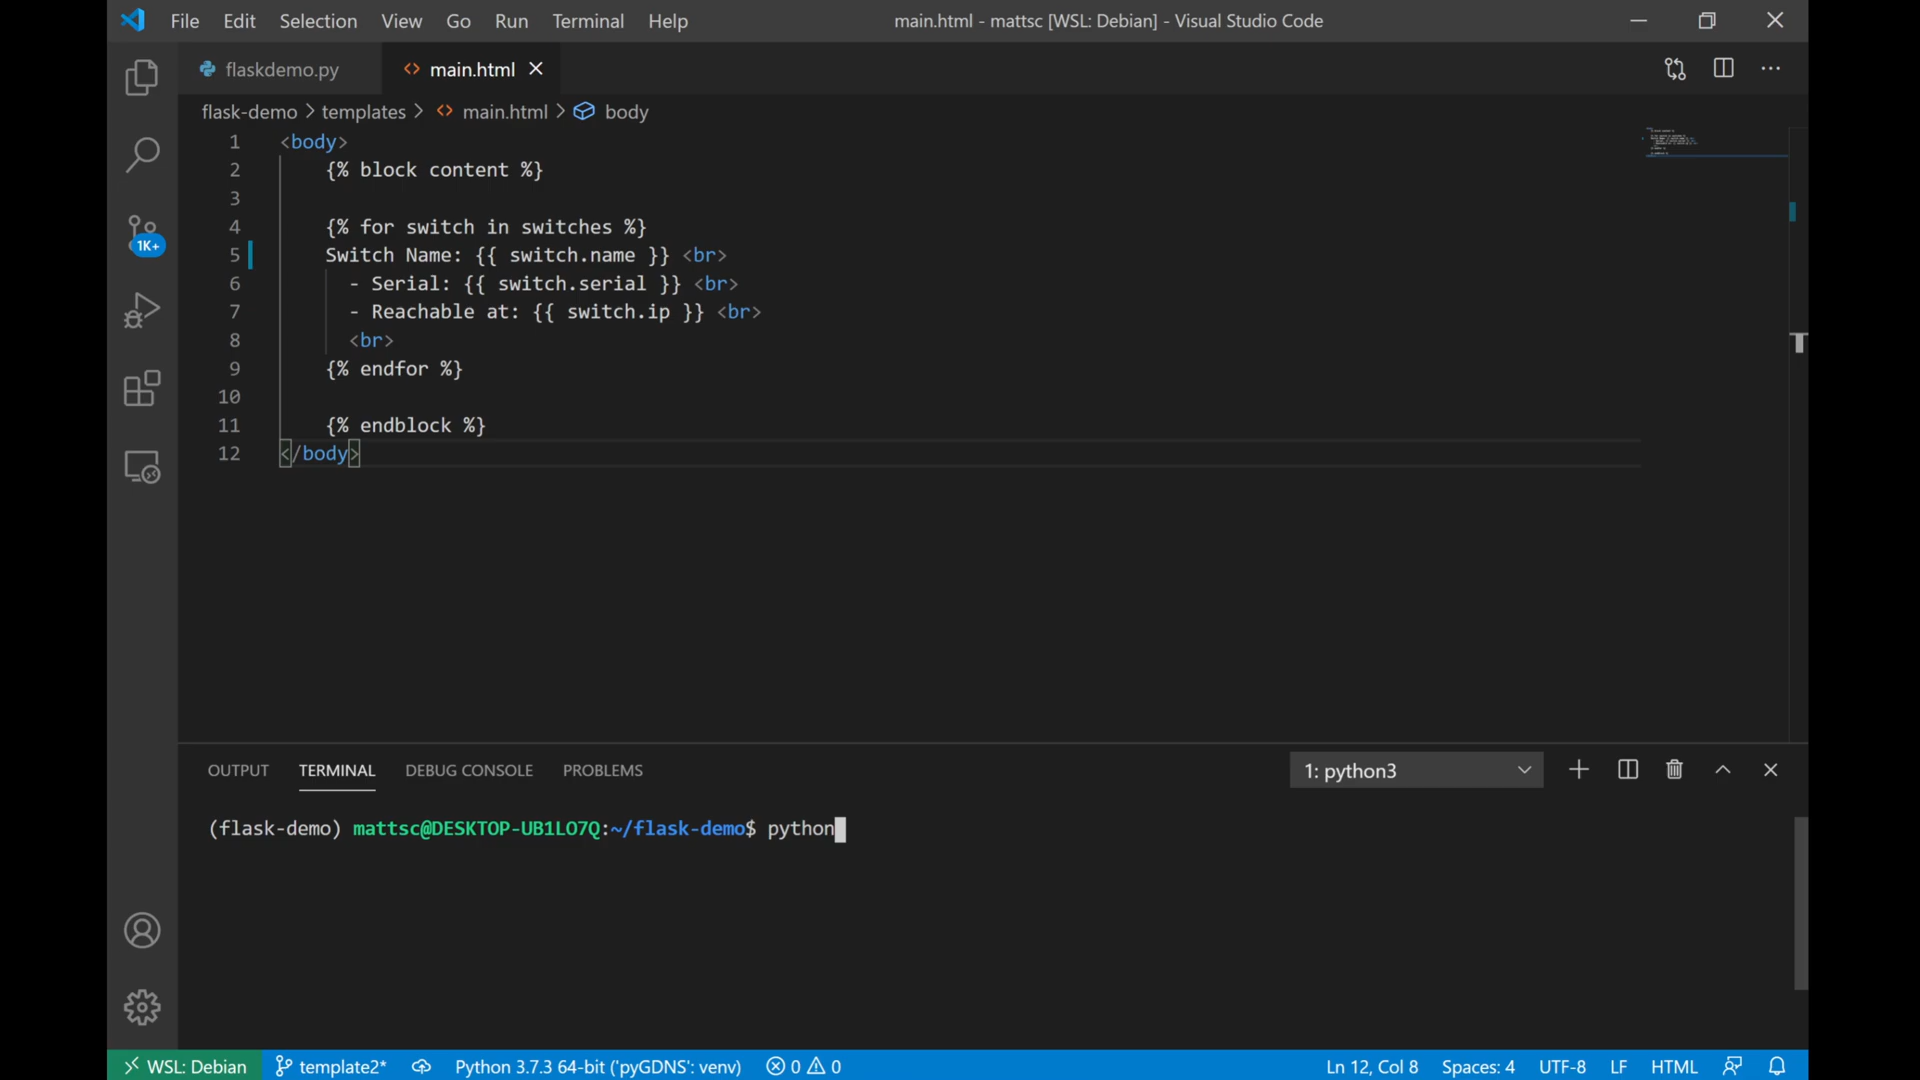 File Edit Selection View Go Run Terminal Help
main.html - mattsc [WSL: Debian] - Visual Studio Code
flaskdemo.py
main.html
flask-demo > templates > main.html > body
1 <body>
2 {% block content %}
3
4 {% for switch in switches %}
5 Switch Name: {{ switch.name }} <br>
6 - Serial: {{ switch.serial }} <br>
7 - Reachable at: {{ switch.ip }} <br>
8 <br>
9 {% endfor %}
10
11 {% endblock %}
12 </body>
1K+
OUTPUT TERMINAL DEBUG CONSOLE PROBLEMS
1: python3
(flask-demo) mattsc@DESKTOP-UB1LO7Q:~/flask-demo$ python
WSL: Debian template2* Python 3.7.3 64-bit ('pyGDNS': venv) 0 0 Ln 12, Col 8 Spaces: 4 UTF-8 LF HTML